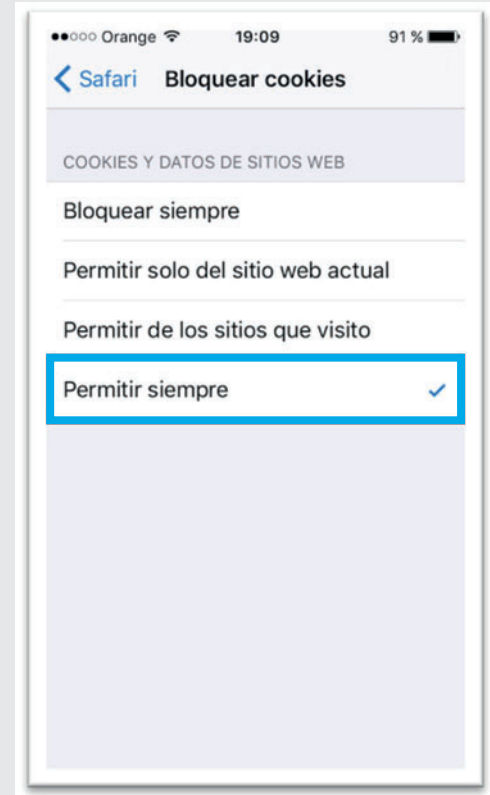 ●●○○○ Orange 19:09 91 %
Safari Bloquear cookies
COOKIES Y DATOS DE SITIOS WEB
Bloquear siempre
Permitir solo del sitio web actual
Permitir de los sitios que visito
Permitir siempre